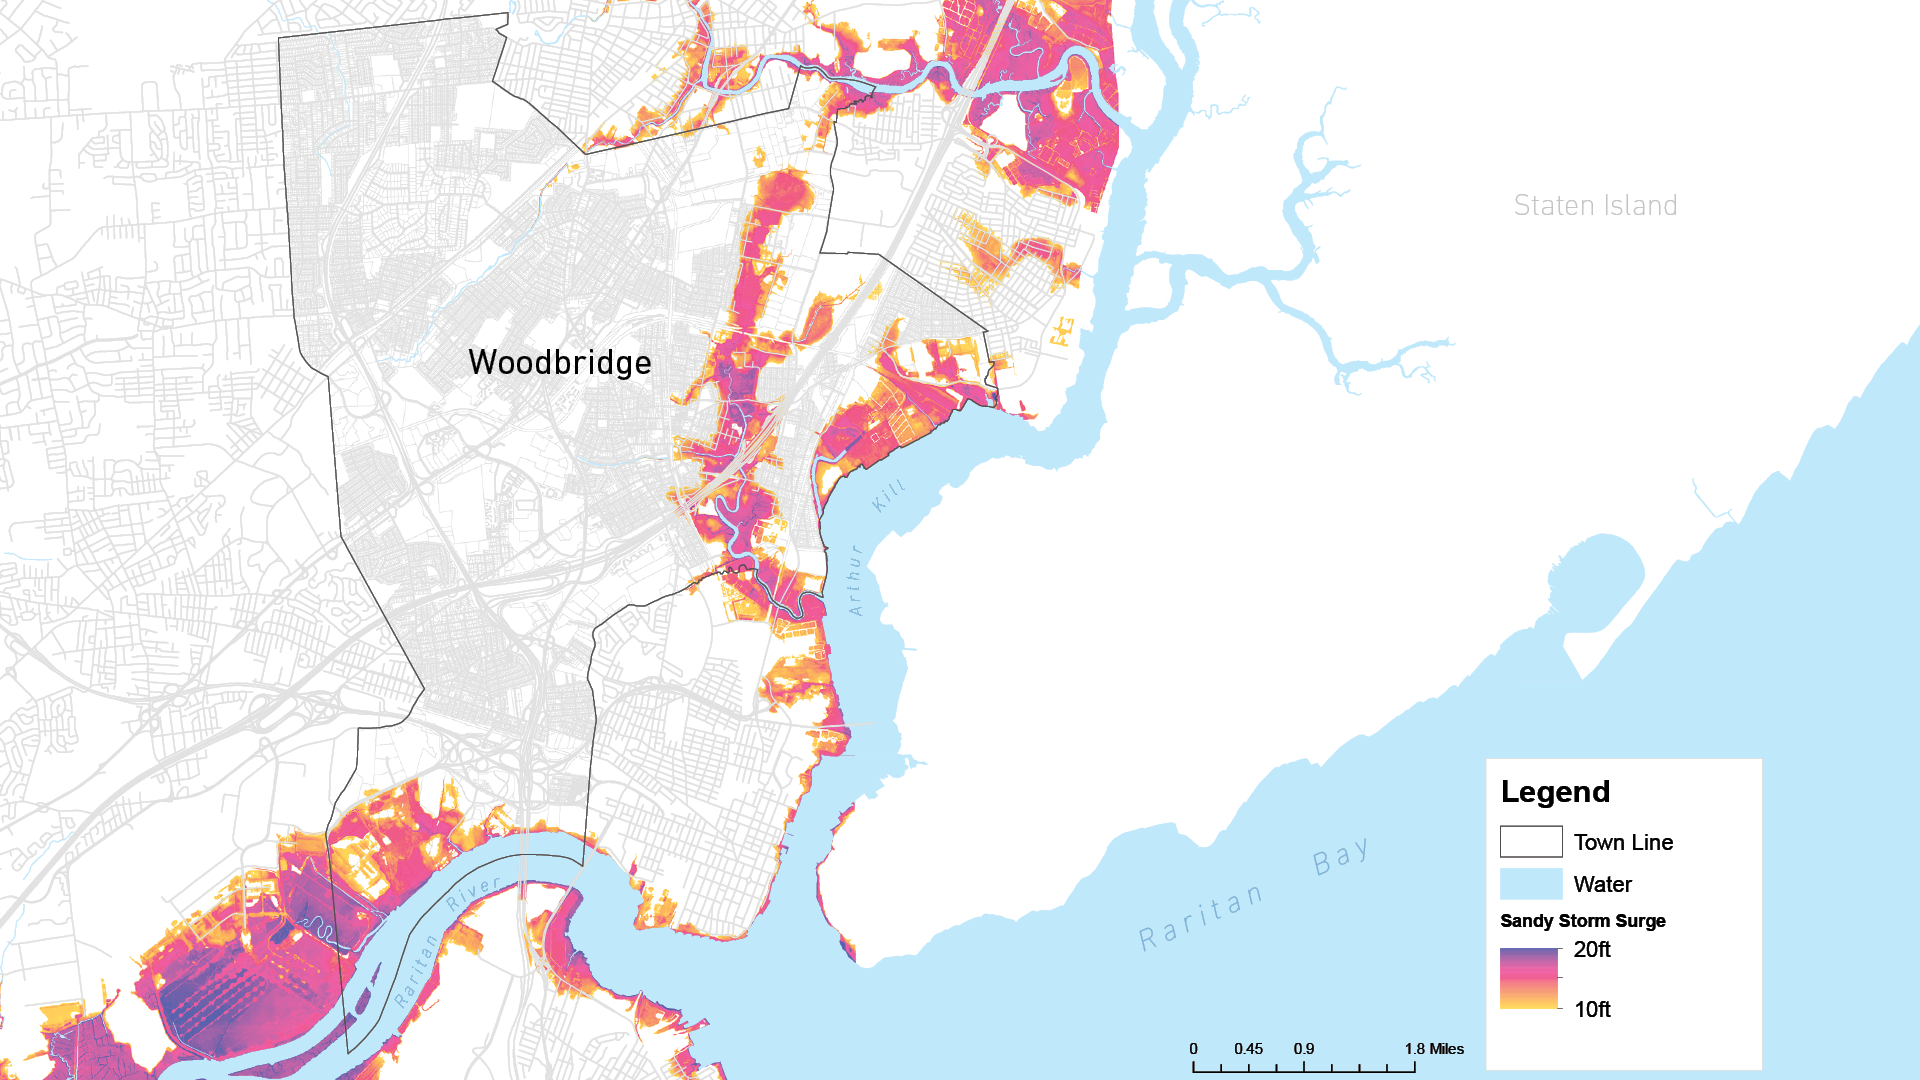 Staten Island
Woodbridge
Arthur Kill
Raritan Bay
Raritan River
Legend
Town Line
Water
Sandy Storm Surge
20ft
10ft
0 0.45 0.9 1.8 Miles